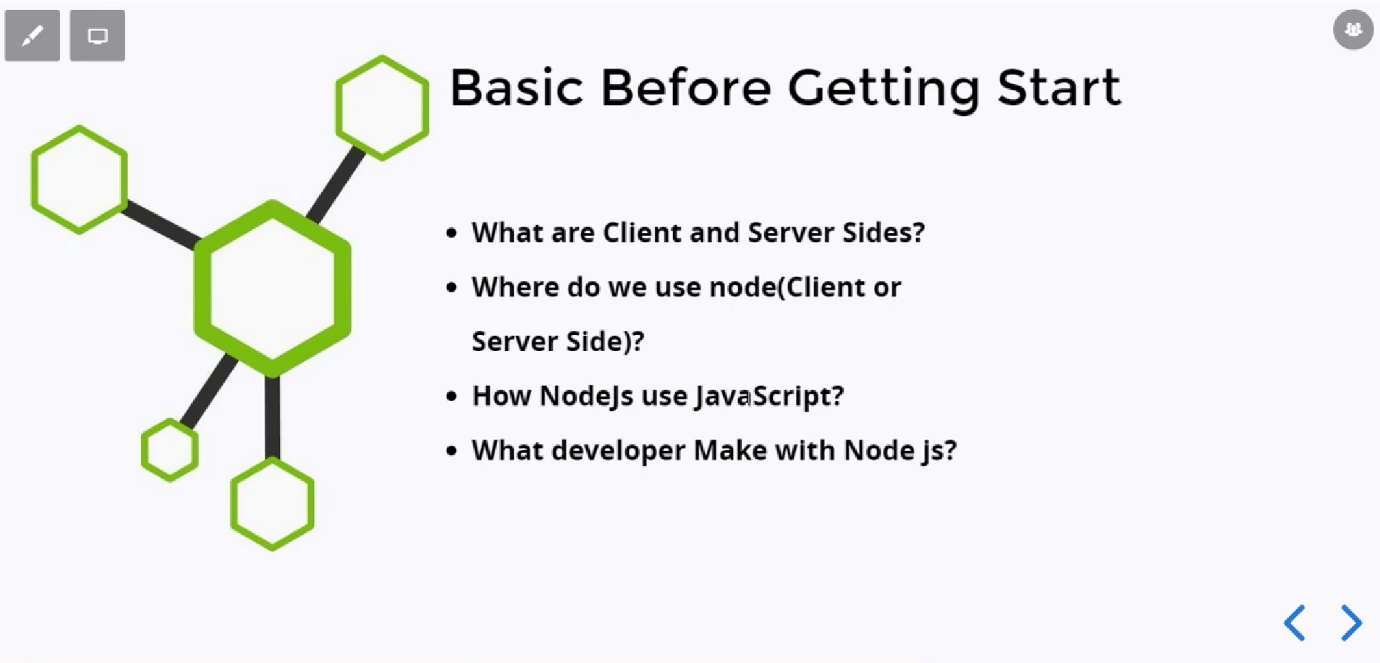 Basic Before Getting Start
• What are Client and Server Sides?
• Where do we use node(Client or
Server Side)?
• How NodeJs use JavaScript?
• What developer Make with Node js?